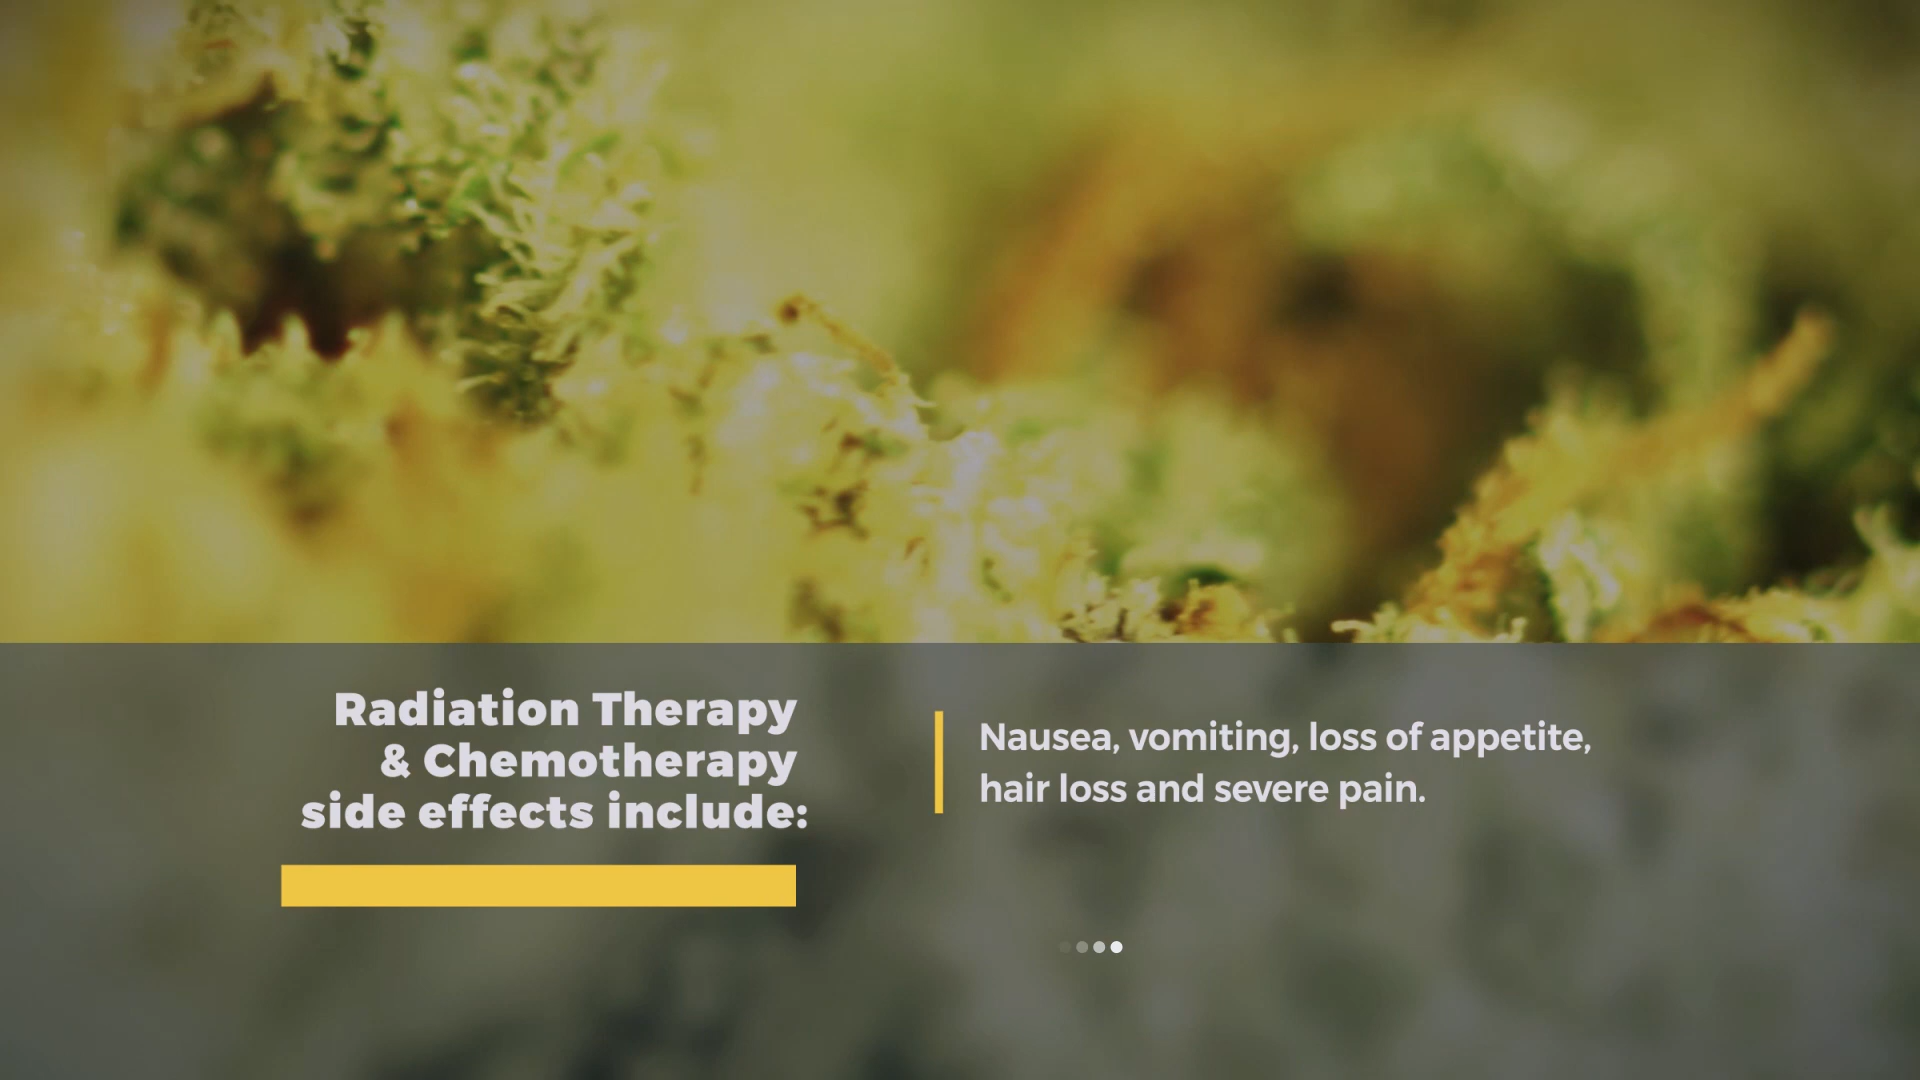 Radiation Therapy
& Chemotherapy
side effects include:
Nausea, vomiting, loss of appetite,
hair loss and severe pain.